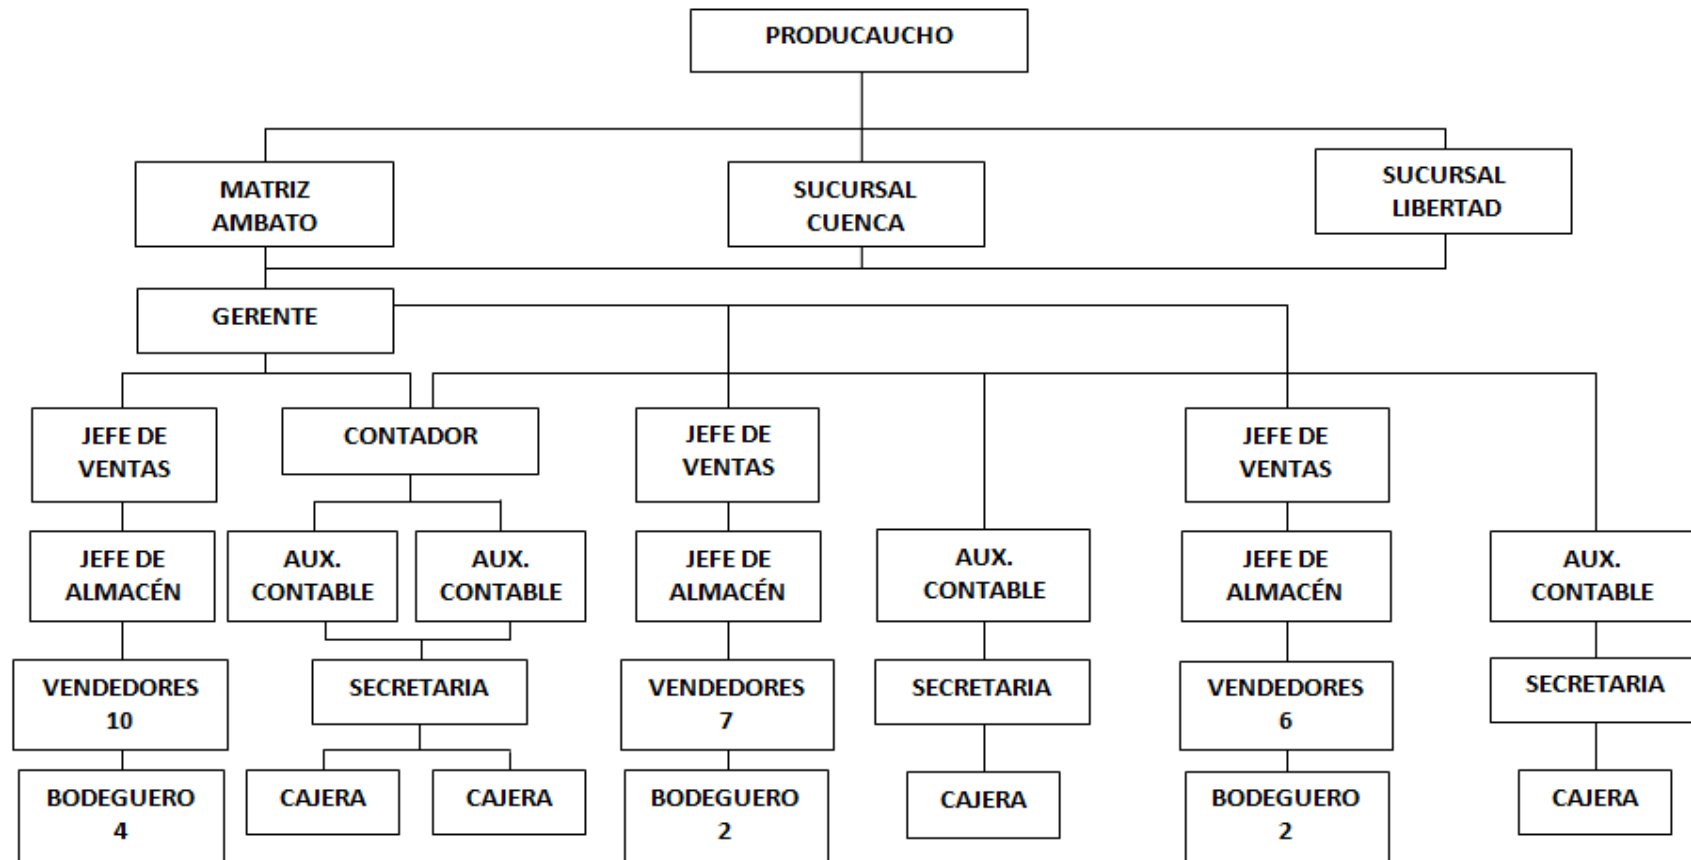 PRODUCAUCHO
MATRIZ
AMBATO
SUCURSAL
CUENCA
SUCURSAL
LIBERTAD
GERENTE
JEFE DE
VENTAS
CONTADOR
JEFE DE
VENTAS
JEFE DE
VENTAS
JEFE DE
ALMACÉN
AUX.
CONTABLE
AUX.
CONTABLE
JEFE DE
ALMACÉN
AUX.
CONTABLE
JEFE DE
ALMACÉN
AUX.
CONTABLE
VENDEDORES
10
SECRETARIA
VENDEDORES
7
SECRETARIA
VENDEDORES
6
SECRETARIA
BODEGUERO
4
CAJERA
CAJERA
BODEGUERO
2
CAJERA
BODEGUERO
2
CAJERA